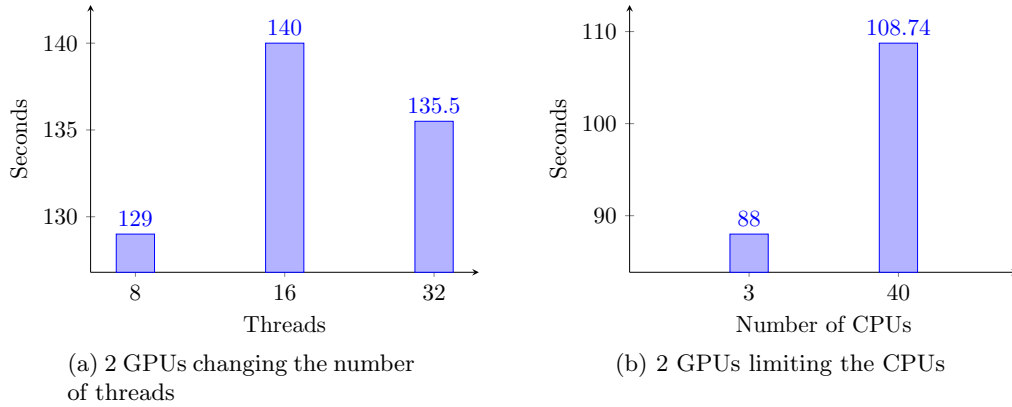 140
135
130
Seconds
129
140
135.5
8
16
32
Threads
(a) 2 GPUs changing the number
of threads
110
100
90
Seconds
88
108.74
3
40
Number of CPUs
(b) 2 GPUs limiting the CPUs